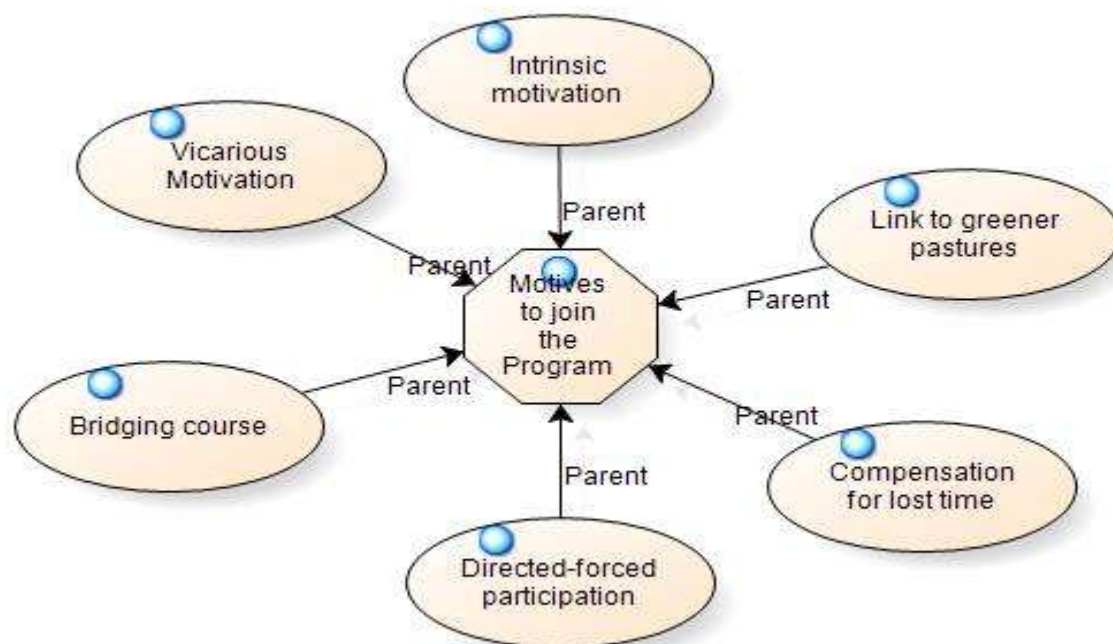 Intrinsic
motivation
Vicarious
Motivation
Parent
Link to greener
pastures
Parent
Parent
Motives
to join
the
Program
Bridging course
Parent
Parent
Compensation
for lost time
Parent
Directed-forced
participation